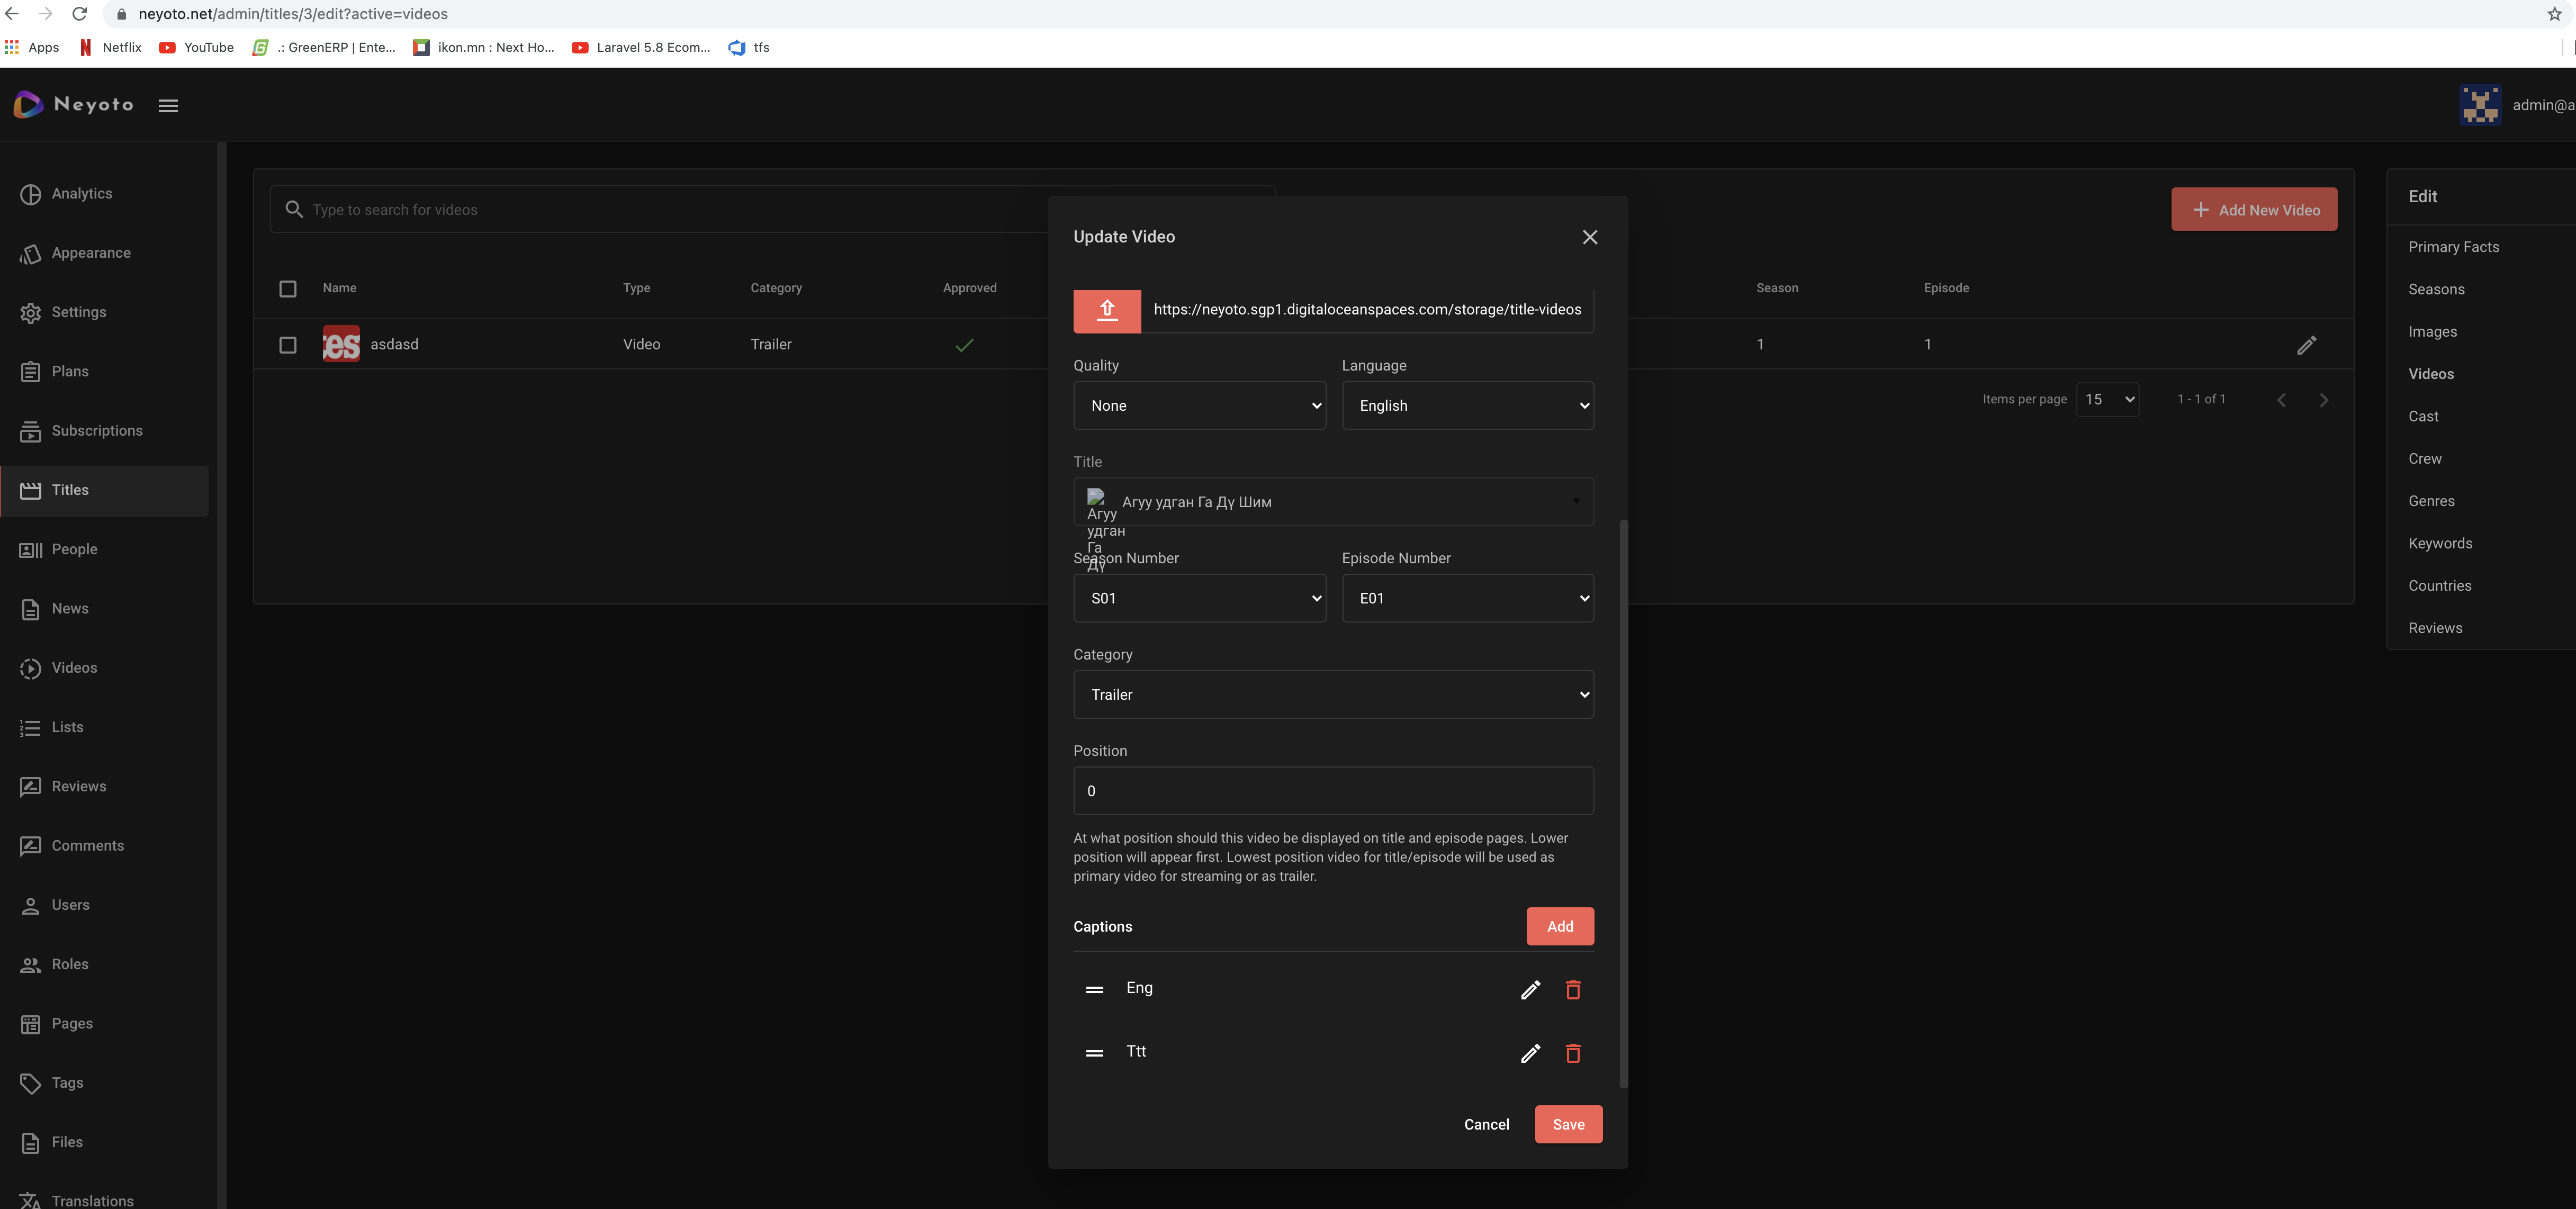 neyoto.net/admin/titles/3/edit?active=videos
Apps
Netflix
YouTube
.: GreenERP | Ente...
ikon.mn : Next Ho...
Laravel 5.8 Ecom...
tfs
Neyoto
admin@a
Analytics
Appearance
Settings
Plans
Subscriptions
Titles
People
News
Videos
Lists
Reviews
Comments
Users
Roles
Pages
Tags
Files
Translations
Type to search for videos
Add New Video
Name
Type
Category
Approved
Season
Episode
es
asdasd
Video
Trailer
1
1
Items per page
15
1 - 1 of 1
Update Video
https://neyoto.sgp1.digitaloceanspaces.com/storage/title-videos
Quality
Language
None
English
Title
Агуу
удган
Га
Дү
Агуу удган Га Дү Шим
Season Number
Episode Number
S01
E01
Category
Trailer
Position
0
At what position should this video be displayed on title and episode pages. Lower
position will appear first. Lowest position video for title/episode will be used as
primary video for streaming or as trailer.
Captions
Add
Eng
Ttt
Cancel
Save
Edit
Primary Facts
Seasons
Images
Videos
Cast
Crew
Genres
Keywords
Countries
Reviews